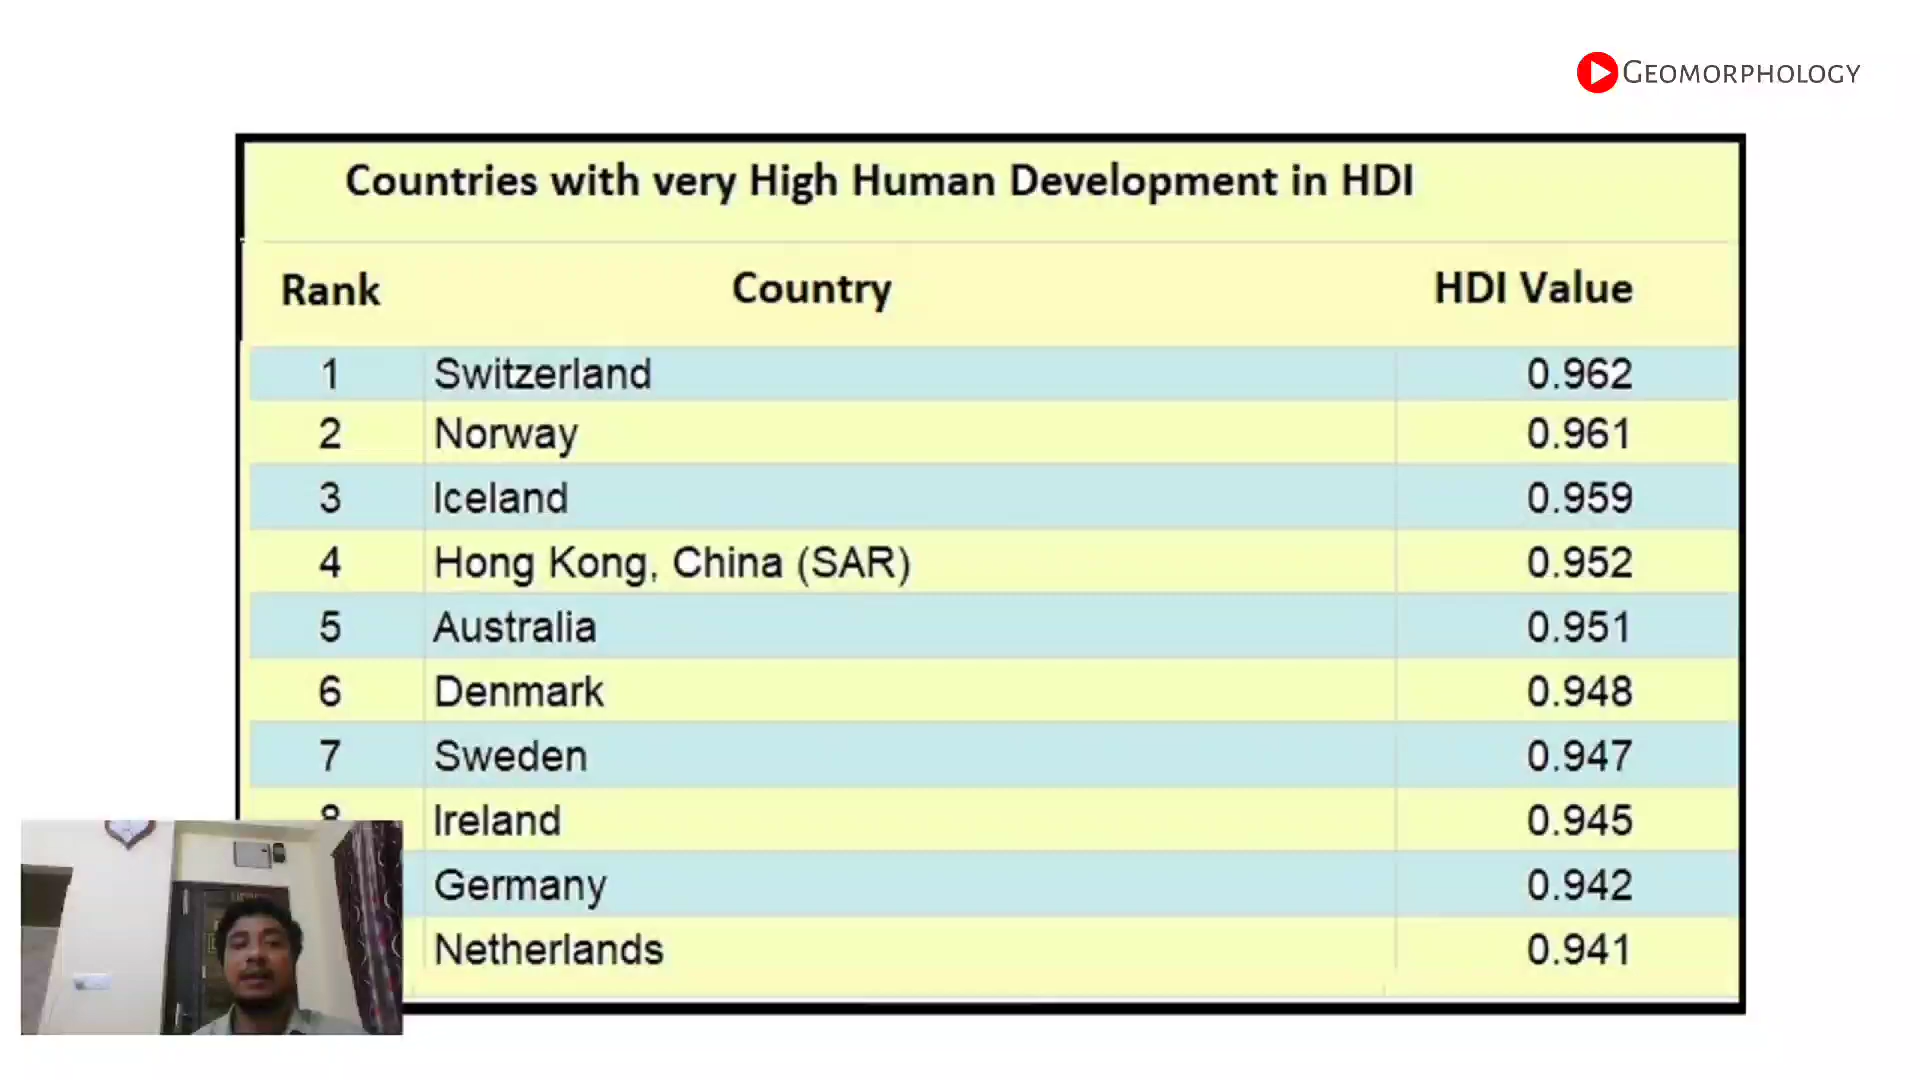 GEOMORPHOLOGY
Countries with very High Human Development in HDI
Rank Country HDI Value
1 Switzerland 0.962
2 Norway 0.961
3 Iceland 0.959
4 Hong Kong, China (SAR) 0.952
5 Australia 0.951
6 Denmark 0.948
7 Sweden 0.947
8 Ireland 0.945
Germany 0.942
Netherlands 0.941